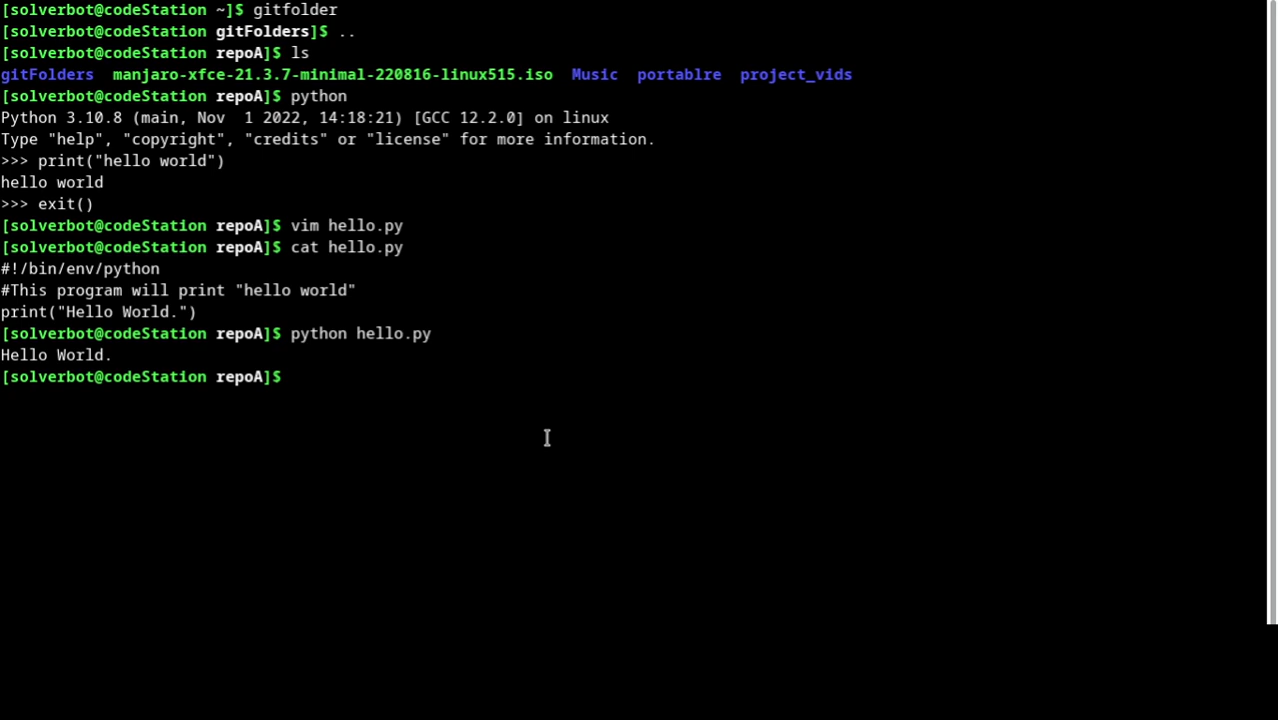 [solverbot@codeStation ~]$ gitfolder
[solverbot@codeStation gitFolders]$ ..
[solverbot@codeStation repoA]$ ls
gitFolders  manjaro-xfce-21.3.7-minimal-220816-linux515.iso  Music  portablre  project_vids
[solverbot@codeStation repoA]$ python
Python 3.10.8 (main, Nov  1 2022, 14:18:21) [GCC 12.2.0] on linux
Type "help", "copyright", "credits" or "license" for more information.
>>> print("hello world")
hello world
>>> exit()
[solverbot@codeStation repoA]$ vim hello.py
[solverbot@codeStation repoA]$ cat hello.py
#!/bin/env/python
#This program will print "hello world"
print("Hello World.")
[solverbot@codeStation repoA]$ python hello.py
Hello World.
[solverbot@codeStation repoA]$